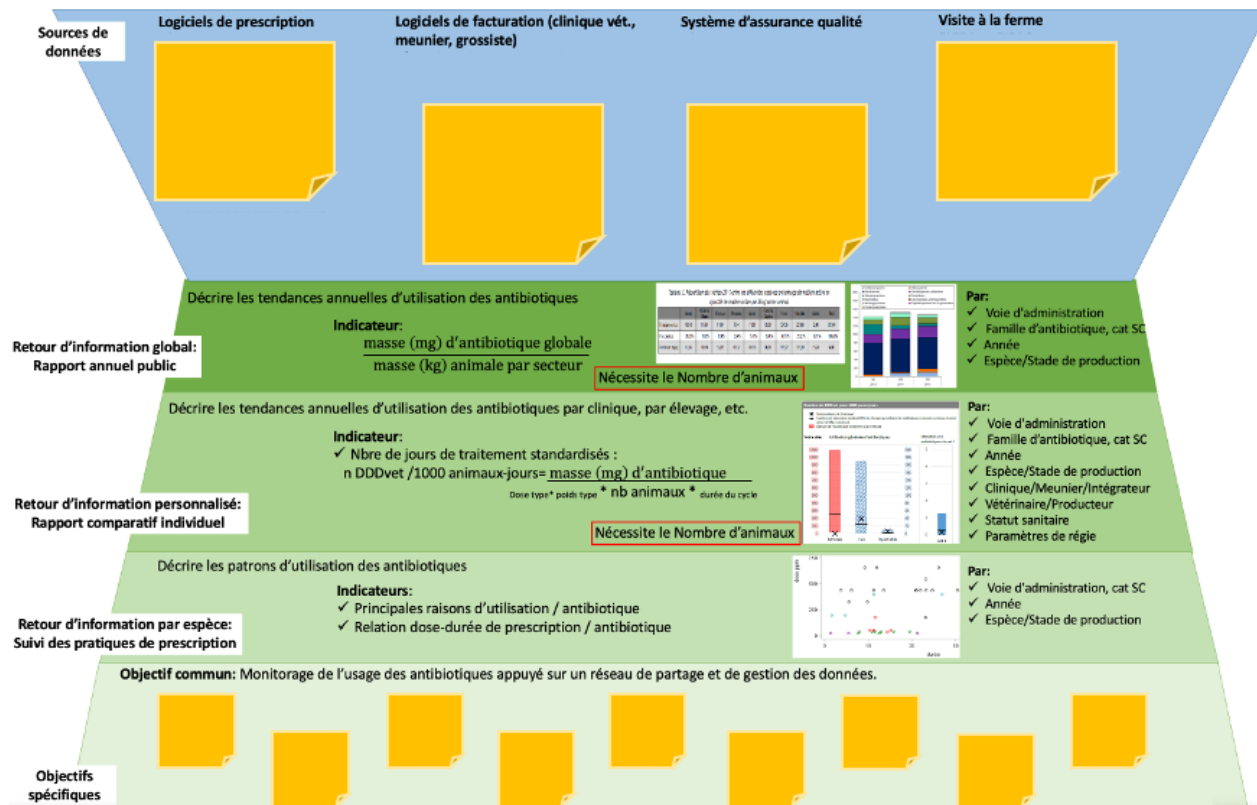 Sources de
données
Logiciels de prescription
Logiciels de facturation (clinique vét.,
meunier, grossiste)
Système d'assurance qualité
Visite à la ferme
Retour d'information global:
Rapport annuel public
Décrire les tendances annuelles d'utilisation des antibiotiques
Indicateur:
masse (mg) d'antibiotique globale
masse (kg) animale par secteur
Nécessite le Nombre d'animaux
Par:
✓ Voie d'administration
✓ Famille d'antibiotique, cat SC
✓ Année
✓ Espèce/Stade de production
Retour d'information personnalisé:
Rapport comparatif individuel
Décrire les tendances annuelles d'utilisation des antibiotiques par clinique, par élevage, etc.
Indicateur:
✓ Nbre de jours de traitement standardisés :
n DDDvet /1000 animaux-jours= masse (mg) d'antibiotique
Dose type* poids type * nb animaux * durée du cycle
Nécessite le Nombre d'animaux
Par:
✓ Voie d'administration
✓ Famille d'antibiotique, cat SC
✓ Année
✓ Espèce/Stade de production
✓ Clinique/Meunier/Intégrateur
✓ Vétérinaire/Producteur
✓ Statut sanitaire
✓ Paramètres de régie
Retour d'information par espèce:
Suivi des pratiques de prescription
Décrire les patrons d'utilisation des antibiotiques
Indicateurs:
✓ Principales raisons d'utilisation / antibiotique
✓ Relation dose-durée de prescription / antibiotique
Par:
✓ Voie d'administration, cat SC
✓ Année
✓ Espèce/Stade de production
Objectif commun: Monitorage de l'usage des antibiotiques appuyé sur un réseau de partage et de gestion des données.
Objectifs
spécifiques